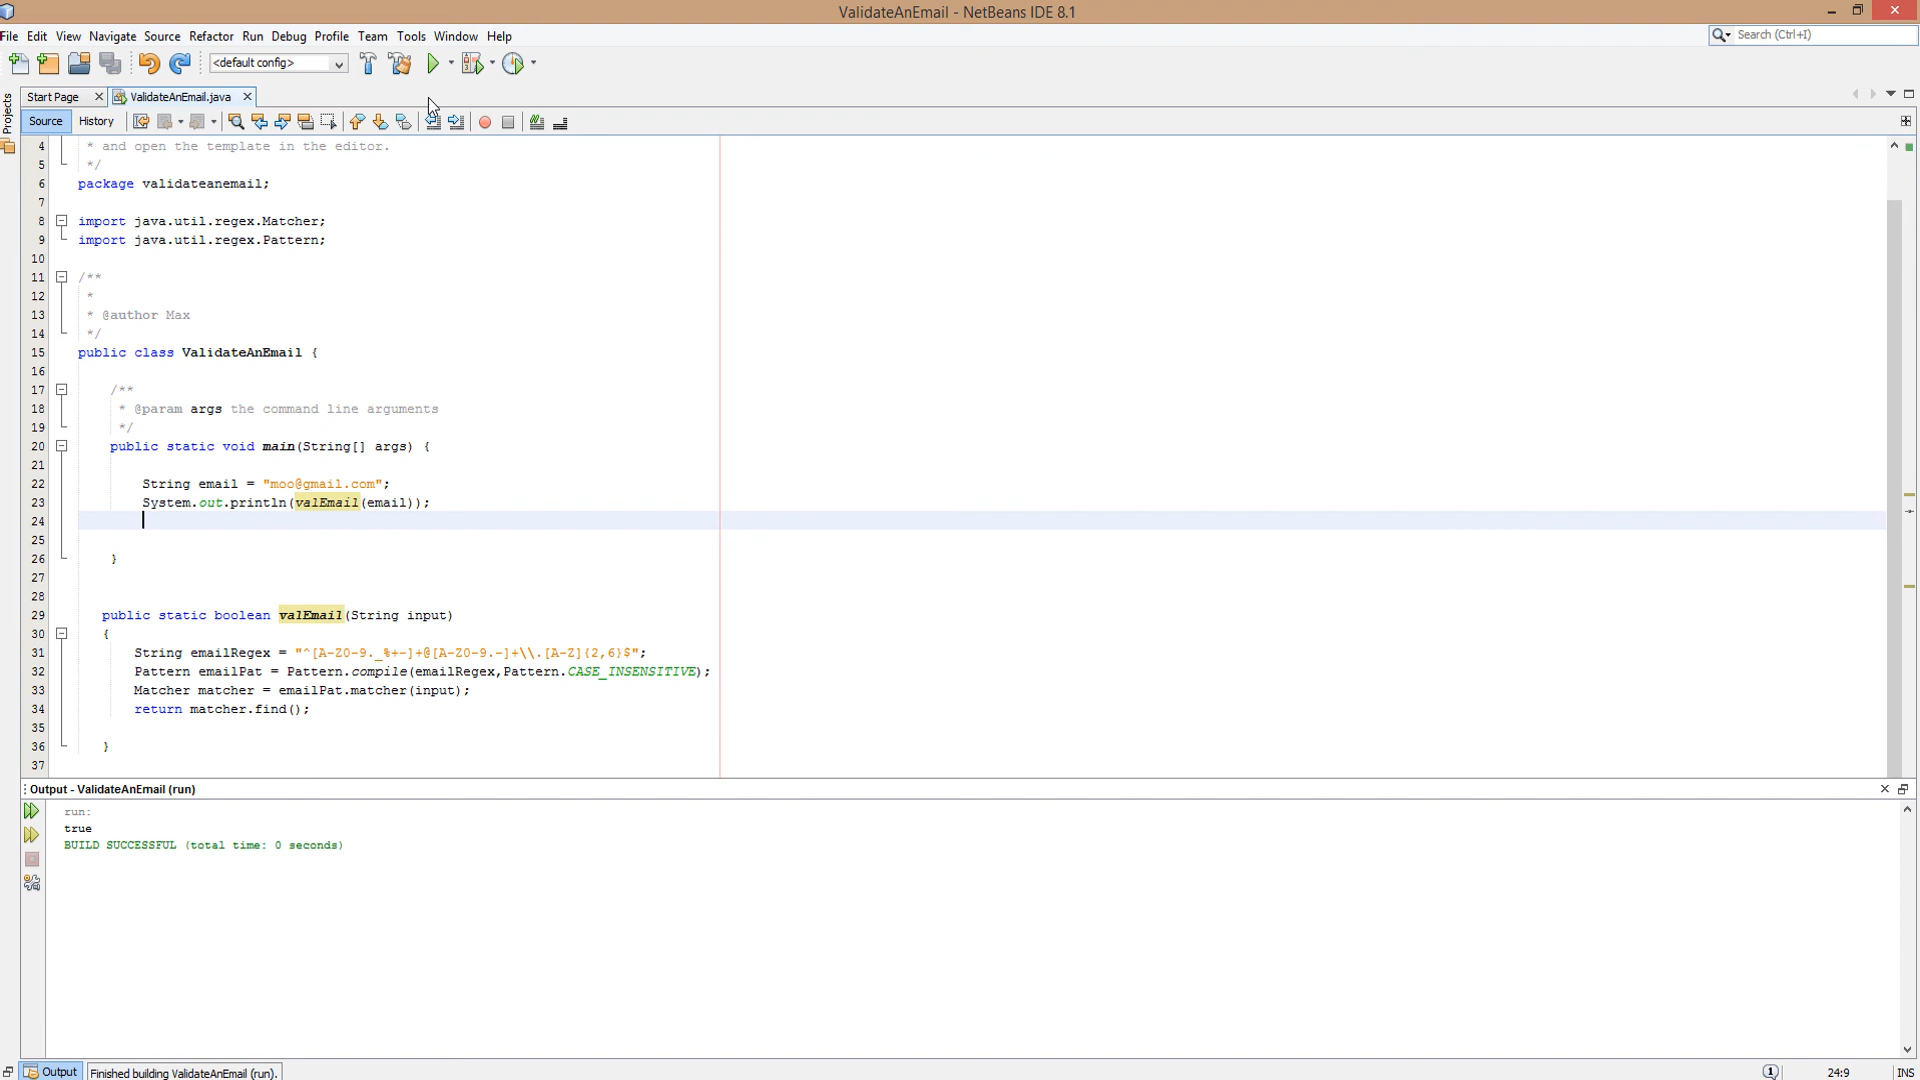 ValidateAnEmail - NetBeans IDE 8.1
File Edit View Navigate Source Refactor Run Debug Profile Team Tools Window Help
Search (Ctrl+I)
<default config>
Projects
Start Page
ValidateAnEmail.java
Source History
4 * and open the template in the editor.
5 */
6 package validateanemail;
7
8 import java.util.regex.Matcher;
9 import java.util.regex.Pattern;
10
11 /**
12 *
13 * @author Max
14 */
15 public class ValidateAnEmail {
16
17 /**
18 * @param args the command line arguments
19 */
20 public static void main(String[] args) {
21
22 String email = "moo@gmail.com";
23 System.out.println(valEmail(email));
24
25
26 }
27
28
29 public static boolean valEmail(String input)
30 {
31 String emailRegex = "^[A-Z0-9._%+-]+@[A-Z0-9.-]+\\.[A-Z]{2,6}$";
32 Pattern emailPat = Pattern.compile(emailRegex,Pattern.CASE_INSENSITIVE);
33 Matcher matcher = emailPat.matcher(input);
34 return matcher.find();
35
36 }
37
Output - ValidateAnEmail (run)
run:
true
BUILD SUCCESSFUL (total time: 0 seconds)
Output
Finished building ValidateAnEmail (run).
1
24:9
INS